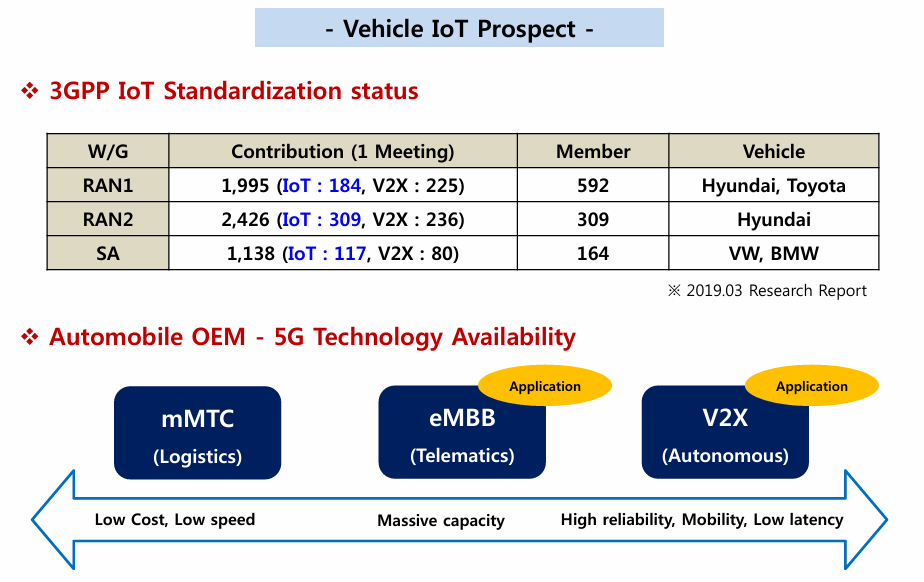 - Vehicle IoT Prospect -
❖ 3GPP IoT Standardization status
W/G Contribution (1 Meeting) Member Vehicle
RAN1 1,995 (IoT : 184, V2X : 225) 592 Hyundai, Toyota
RAN2 2,426 (IoT : 309, V2X : 236) 309 Hyundai
SA 1,138 (IoT : 117, V2X : 80) 164 VW, BMW
※ 2019.03 Research Report
❖ Automobile OEM - 5G Technology Availability
Application Application
mMTC eMBB V2X
(Logistics) (Telematics) (Autonomous)
Low Cost, Low speed Massive capacity High reliability, Mobility, Low latency